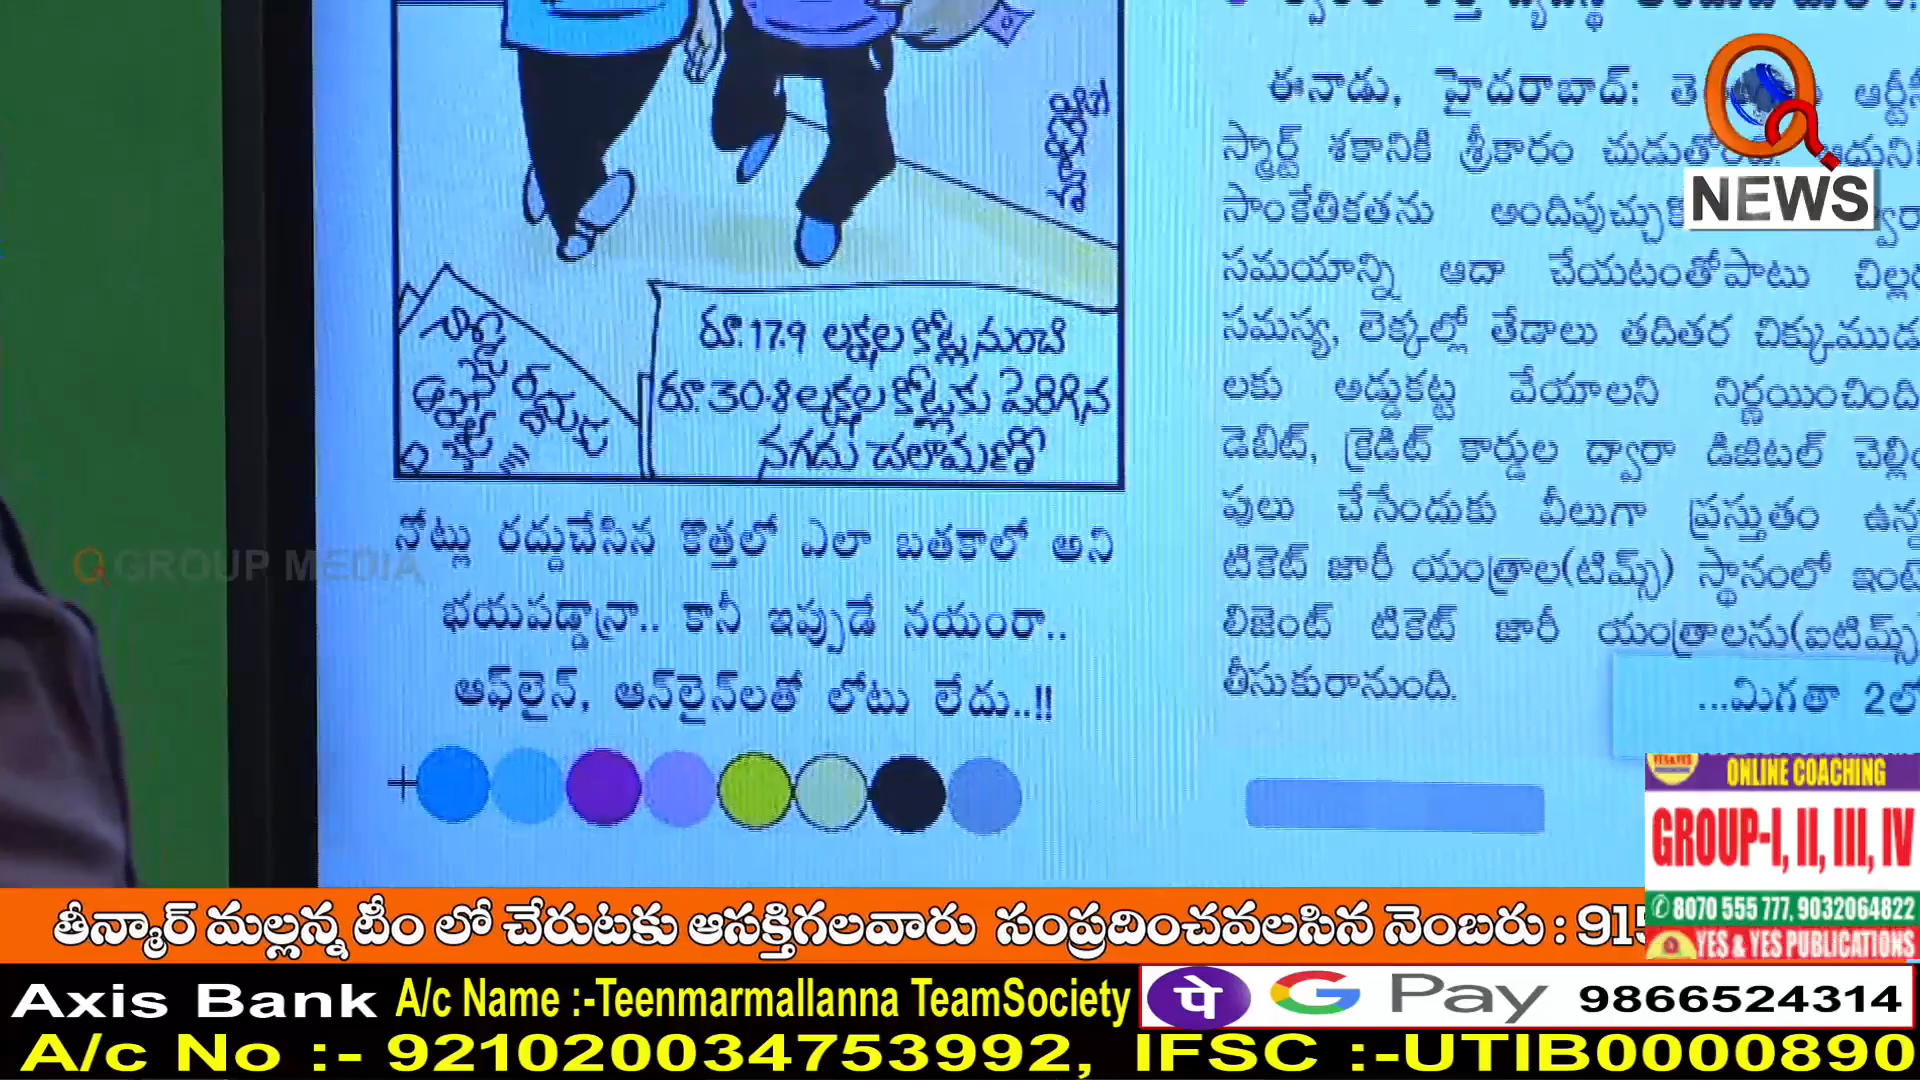 రూ.17.9 లక్షల కోట్ల నుంచి
రూ.30.8 లక్షల కోట్లకు పెరిగిన
నగదు చలామణి
నోట్లు రద్దుచేసిన కొత్తలో ఎలా బతకాలో అని
భయపడ్డాన్రా.. కానీ ఇప్పుడే నయంరా..
ఆఫ్‌లైన్, ఆన్‌లైన్‌లతో లోటు లేదు..!!
ఈనాడు, హైదరాబాద్:
స్మార్ట్ శకానికి శ్రీకారం
సాంకేతికతను
సమయాన్ని ఆదా చేయటంతోపాటు
సమస్య, లెక్కల్లో తేడాలు తదితర
లకు అడ్డుకట్ట వేయాలని నిర్ణయించింది
డెబిట్, క్రెడిట్ కార్డుల ద్వారా డిజిటల్ చెల్లిం
పులు చేసేందుకు వీలుగా ప్రస్తుతం
టికెట్ జారీ యంత్రాల(టిమ్స్) స్థానంలో
లిజెంట్ టికెట్ జారీ యంత్రాలను(ఐటిమ్స్)
తీసుకురానుంది.
...మిగతా 2లో
Q NEWS
Q GROUP MEDIA
YES & YES
ONLINE COACHING
GROUP-I, II, III, IV
8070 555 777, 9032064822
YES & YES PUBLICATIONS
తీన్మార్ మల్లన్న టీం లో చేరుటకు ఆసక్తిగలవారు సంప్రదించవలసిన నెంబరు : 915
Axis Bank A/c Name :-Teenmarmallanna TeamSociety
పే G Pay 9866524314
A/c No :- 921020034753992, IFSC :-UTIB0000890